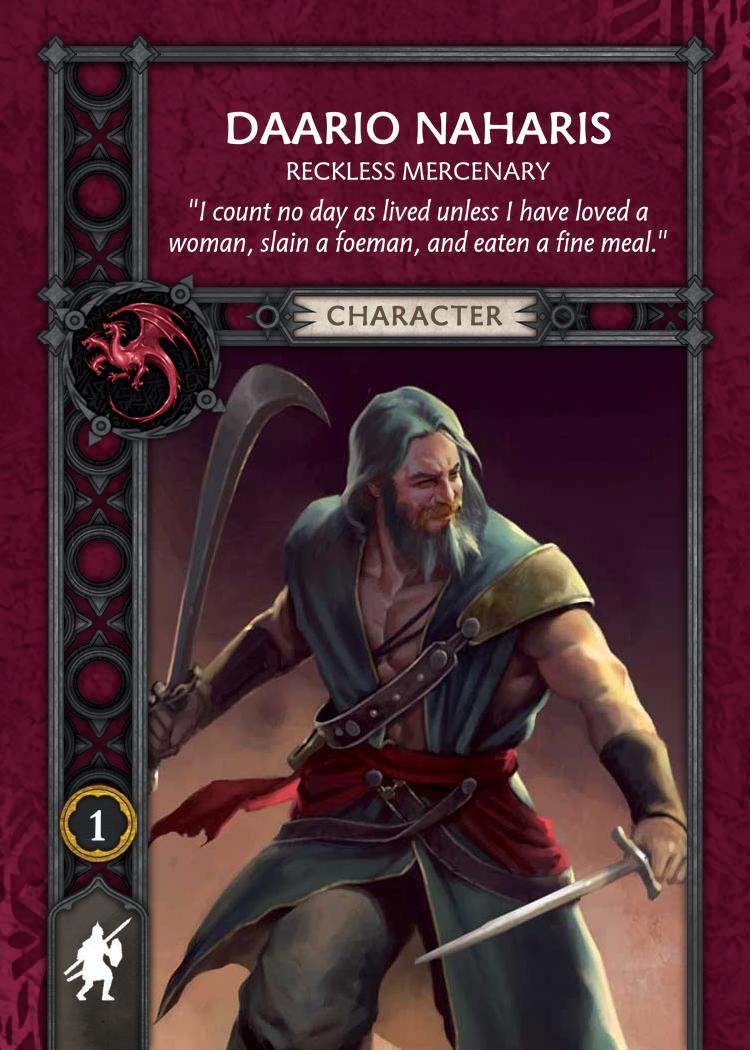 DAARIO NAHARIS
RECKLESS MERCENARY
"I count no day as lived unless I have loved a
woman, slain a foeman, and eaten a fine meal."
CHARACTER
1